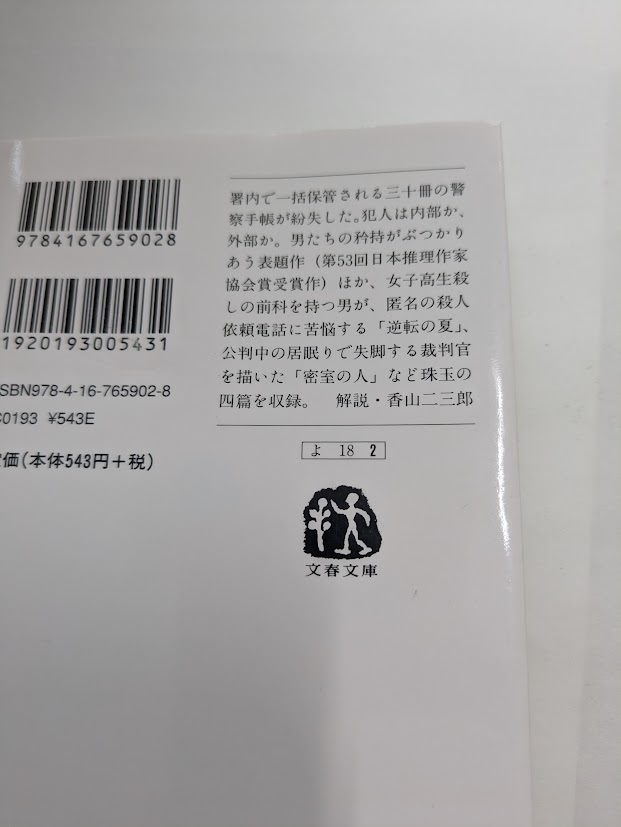 9784167659028
1920193005431
ISBN978-4-16-765902-8
C0193 ¥543E
定価(本体543円+税)
署内で一括保管される三十冊の警
察手帳が紛失した。犯人は内部か、
外部か。男たちの矜持がぶつかり
あう表題作（第53回日本推理作家
協会賞受賞作）ほか、女子高生殺
しの前科を持つ男が、匿名の殺人
依頼電話に苦悩する「逆転の夏」、
公判中の居眠りで失脚する裁判官
を描いた「密室の人」など珠玉の
四篇を収録。 解説・香山二三郎
よ 18 2
文春文庫